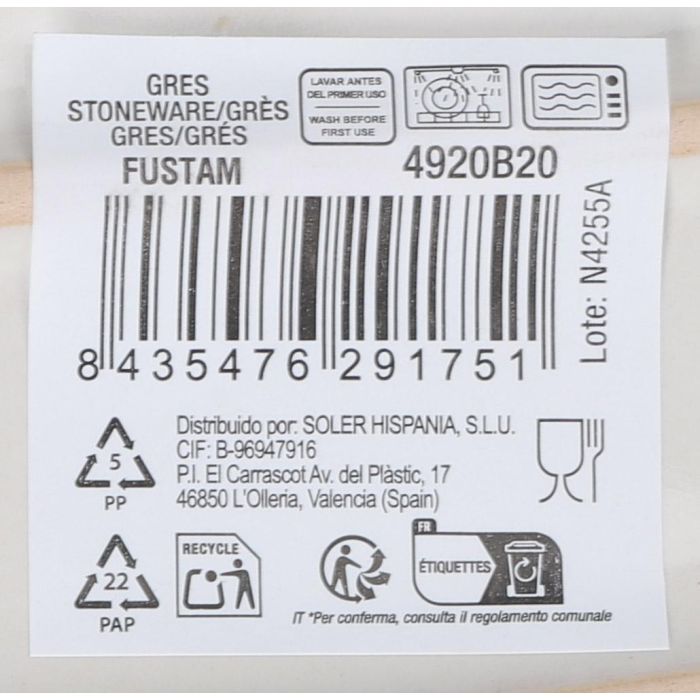 GRES
STONEWARE/GRÈS
GRES/GRÉS
LAVAR ANTES
DEL PRIMER USO
WASH BEFORE
FIRST USE
FUSTAM
4920B20
Lote: N4255A
8 435476 291751
5
PP
Distribuido por: SOLER HISPANIA, S.L.U.
CIF: B-96947916
P.I. El Carrascot Av. del Plàstic, 17
46850 L'Olleria, Valencia (Spain)
22
PAP
RECYCLE
FR
ÉTIQUETTES
IT *Per conferma, consulta il regolamento comunale